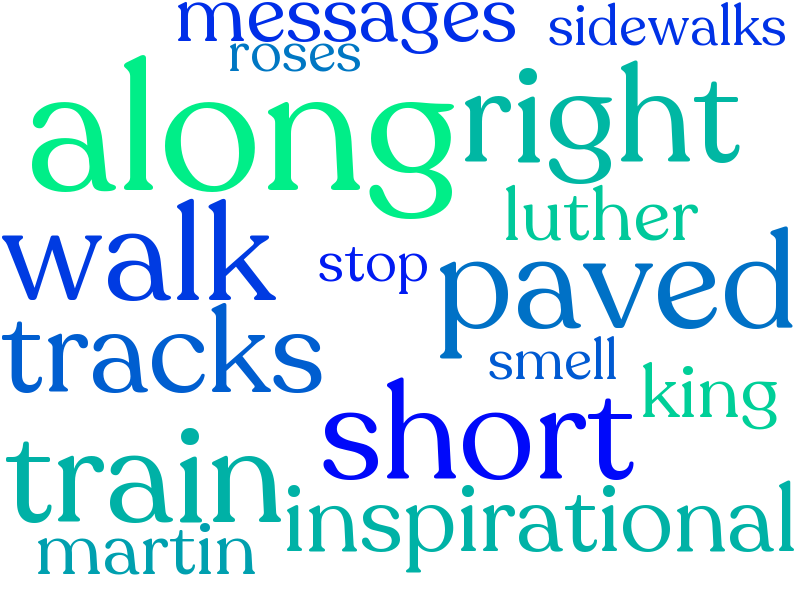 messages sidewalks
roses
along right
luther
walk stop paved
tracks smell
king
short
train inspirational
martin